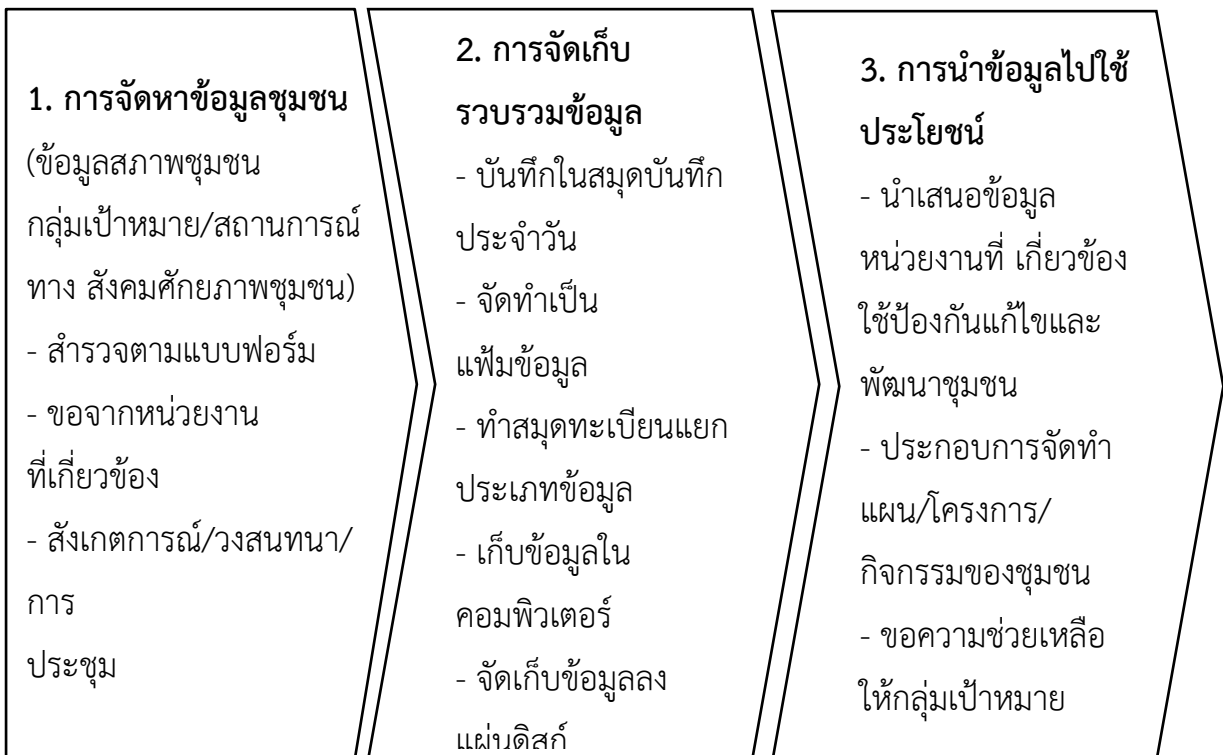 1. การจัดหาข้อมูลชุมชน
(ข้อมูลสภาพชุมชน
กลุ่มเป้าหมาย/สถานการณ์
ทาง สังคมศักยภาพชุมชน)
- สำรวจตามแบบฟอร์ม
- ขอจากหน่วยงาน
ที่เกี่ยวข้อง
- สังเกตการณ์/วงสนทนา/
การ
ประชุม
2. การจัดเก็บ
รวบรวมข้อมูล
- บันทึกในสมุดบันทึก
ประจำวัน
- จัดทำเป็น
แฟ้มข้อมูล
- ทำสมุดทะเบียนแยก
ประเภทข้อมูล
- เก็บข้อมูลใน
คอมพิวเตอร์
- จัดเก็บข้อมูลลง
แผ่นดิสก์
3. การนำข้อมูลไปใช้
ประโยชน์
- นำเสนอข้อมูล
หน่วยงานที่ เกี่ยวข้อง
ใช้ป้องกันแก้ไขและ
พัฒนาชุมชน
- ประกอบการจัดทำ
แผน/โครงการ/
กิจกรรมของชุมชน
- ขอความช่วยเหลือ
ให้กลุ่มเป้าหมาย